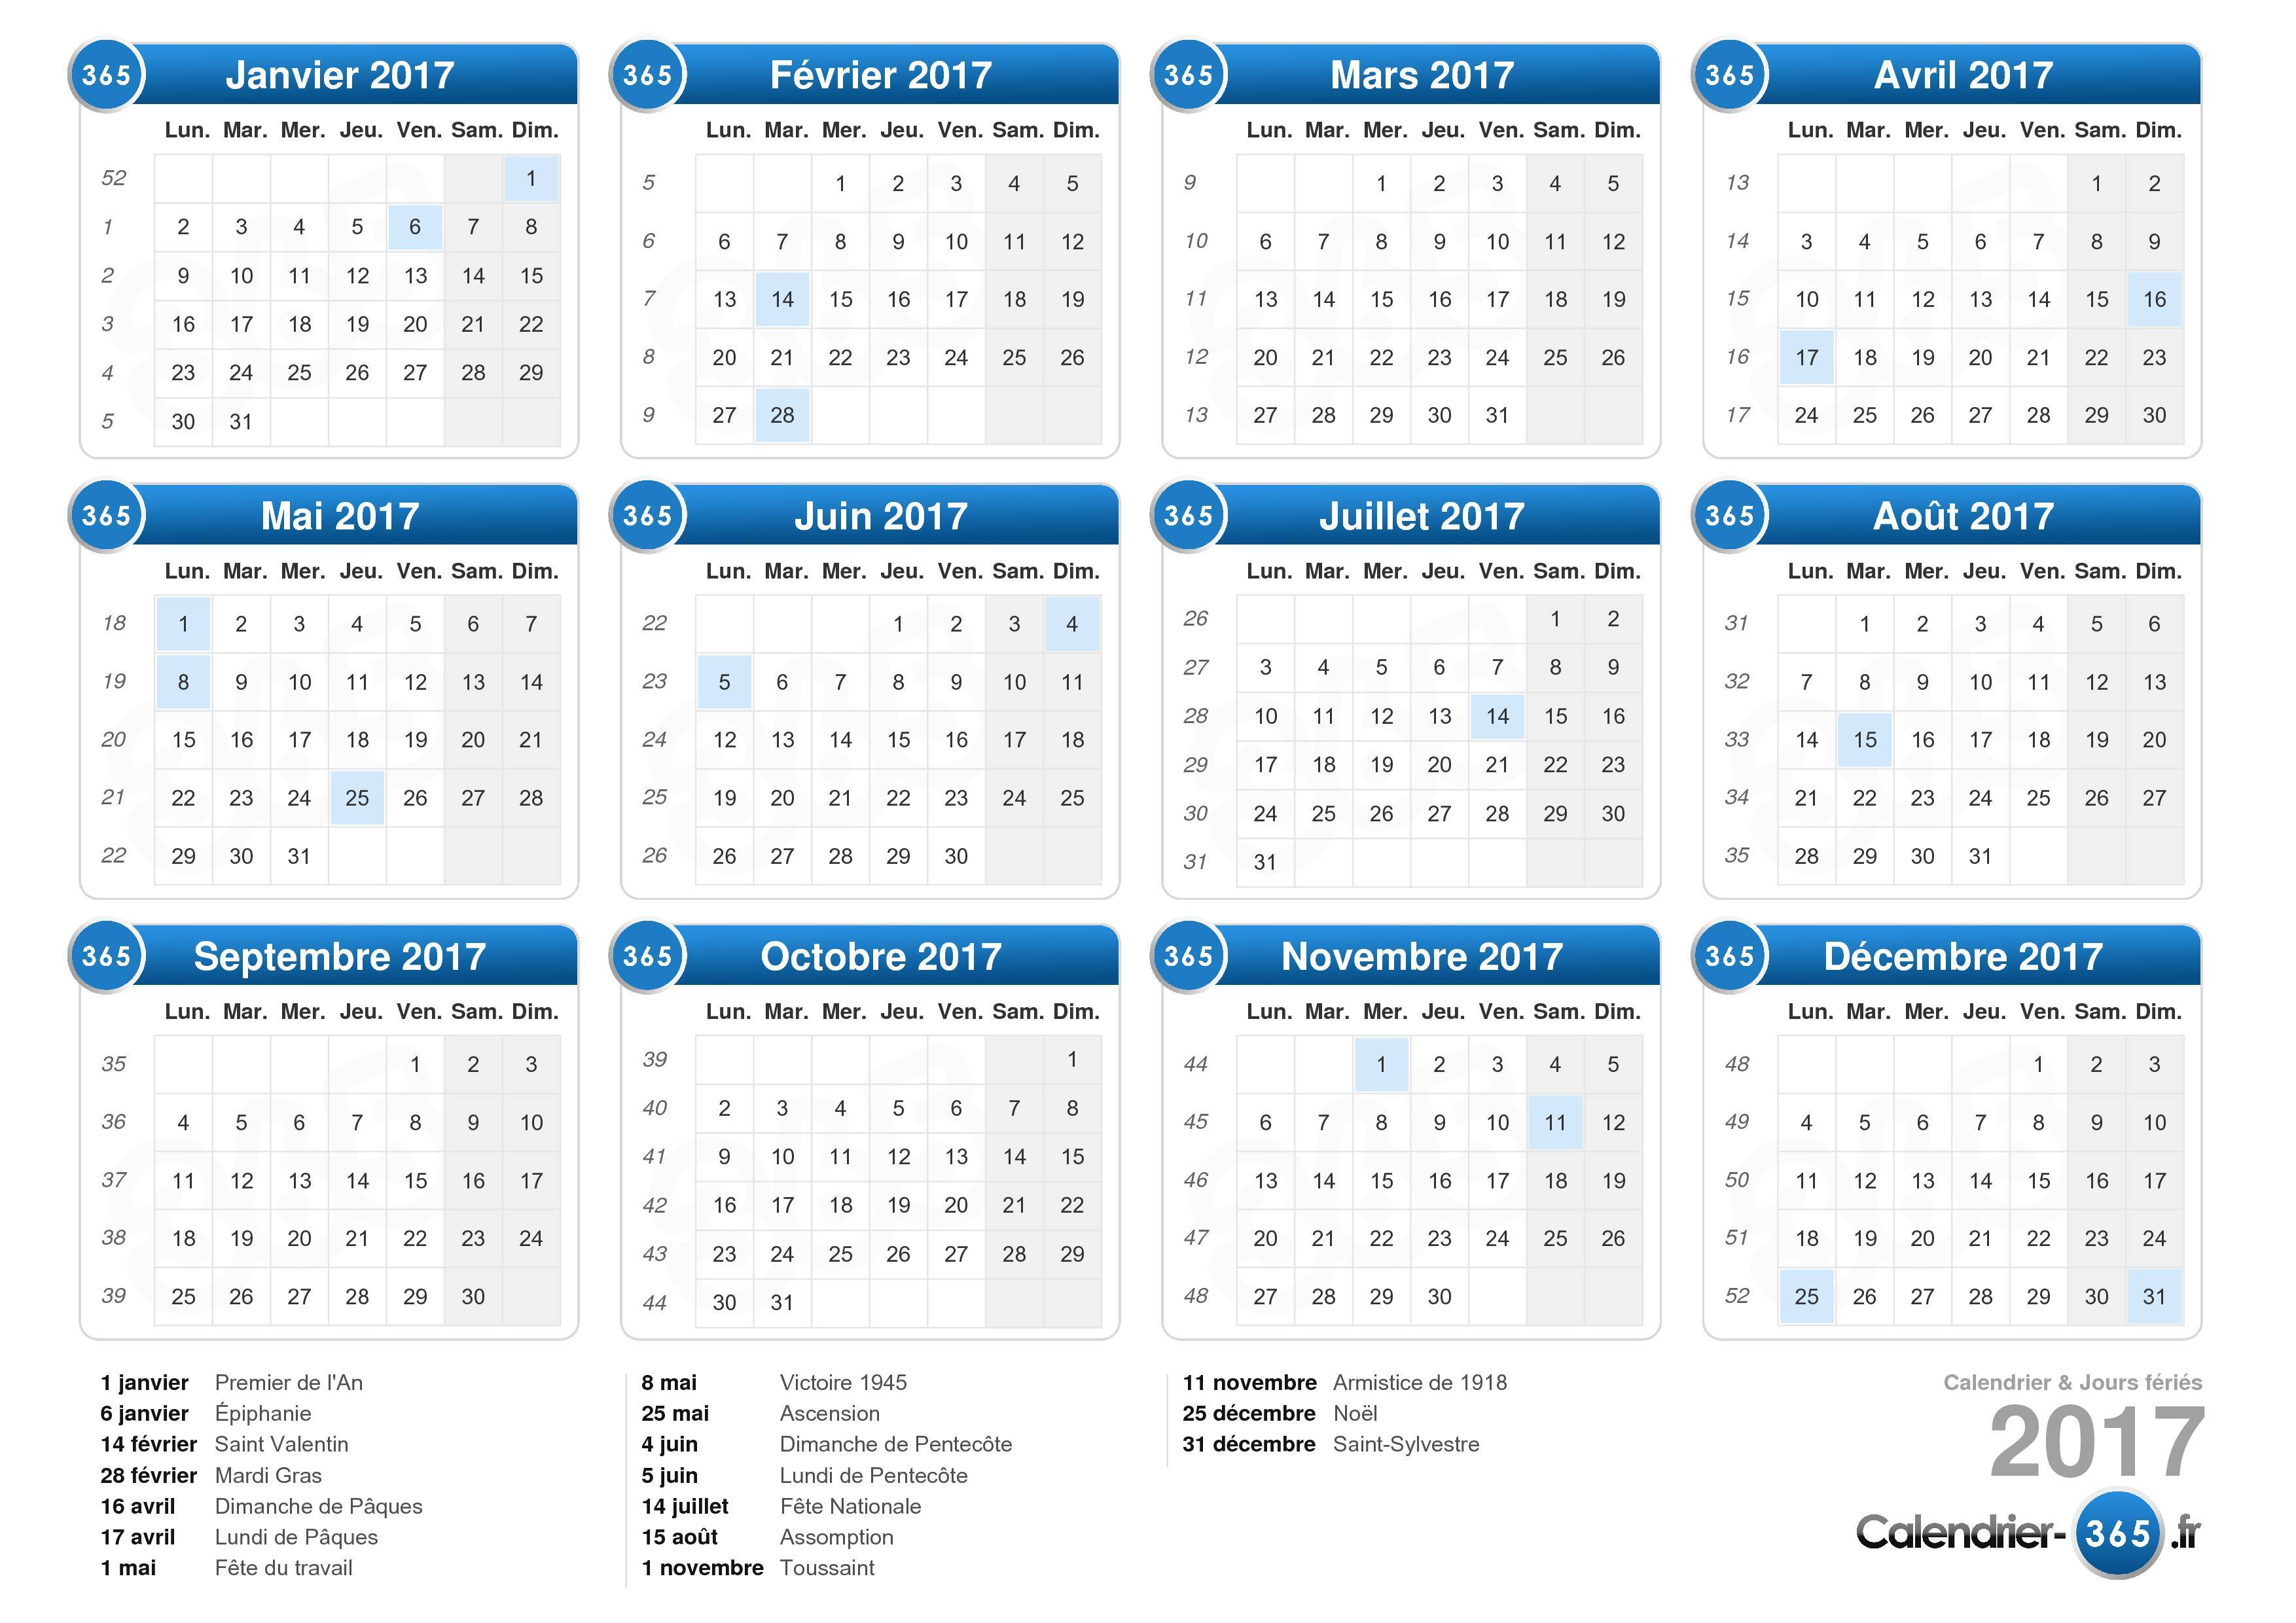 365 Janvier 2017
Lun. Mar. Mer. Jeu. Ven. Sam. Dim.
52 1
1 2 3 4 5 6 7 8
2 9 10 11 12 13 14 15
3 16 17 18 19 20 21 22
4 23 24 25 26 27 28 29
5 30 31
365 Février 2017
Lun. Mar. Mer. Jeu. Ven. Sam. Dim.
5 1 2 3 4 5
6 6 7 8 9 10 11 12
7 13 14 15 16 17 18 19
8 20 21 22 23 24 25 26
9 27 28
365 Mars 2017
Lun. Mar. Mer. Jeu. Ven. Sam. Dim.
9 1 2 3 4 5
10 6 7 8 9 10 11 12
11 13 14 15 16 17 18 19
12 20 21 22 23 24 25 26
13 27 28 29 30 31
365 Avril 2017
Lun. Mar. Mer. Jeu. Ven. Sam. Dim.
13 1 2
14 3 4 5 6 7 8 9
15 10 11 12 13 14 15 16
16 17 18 19 20 21 22 23
17 24 25 26 27 28 29 30
365 Mai 2017
Lun. Mar. Mer. Jeu. Ven. Sam. Dim.
18 1 2 3 4 5 6 7
19 8 9 10 11 12 13 14
20 15 16 17 18 19 20 21
21 22 23 24 25 26 27 28
22 29 30 31
365 Juin 2017
Lun. Mar. Mer. Jeu. Ven. Sam. Dim.
22 1 2 3 4
23 5 6 7 8 9 10 11
24 12 13 14 15 16 17 18
25 19 20 21 22 23 24 25
26 26 27 28 29 30
365 Juillet 2017
Lun. Mar. Mer. Jeu. Ven. Sam. Dim.
26 1 2
27 3 4 5 6 7 8 9
28 10 11 12 13 14 15 16
29 17 18 19 20 21 22 23
30 24 25 26 27 28 29 30
31 31
365 Août 2017
Lun. Mar. Mer. Jeu. Ven. Sam. Dim.
31 1 2 3 4 5 6
32 7 8 9 10 11 12 13
33 14 15 16 17 18 19 20
34 21 22 23 24 25 26 27
35 28 29 30 31
365 Septembre 2017
Lun. Mar. Mer. Jeu. Ven. Sam. Dim.
35 1 2 3
36 4 5 6 7 8 9 10
37 11 12 13 14 15 16 17
38 18 19 20 21 22 23 24
39 25 26 27 28 29 30
365 Octobre 2017
Lun. Mar. Mer. Jeu. Ven. Sam. Dim.
39 1
40 2 3 4 5 6 7 8
41 9 10 11 12 13 14 15
42 16 17 18 19 20 21 22
43 23 24 25 26 27 28 29
44 30 31
365 Novembre 2017
Lun. Mar. Mer. Jeu. Ven. Sam. Dim.
44 1 2 3 4 5
45 6 7 8 9 10 11 12
46 13 14 15 16 17 18 19
47 20 21 22 23 24 25 26
48 27 28 29 30
365 Décembre 2017
Lun. Mar. Mer. Jeu. Ven. Sam. Dim.
48 1 2 3
49 4 5 6 7 8 9 10
50 11 12 13 14 15 16 17
51 18 19 20 21 22 23 24
52 25 26 27 28 29 30 31
1 janvier Premier de l'An
6 janvier Épiphanie
14 février Saint Valentin
28 février Mardi Gras
16 avril Dimanche de Pâques
17 avril Lundi de Pâques
1 mai Fête du travail
8 mai Victoire 1945
25 mai Ascension
4 juin Dimanche de Pentecôte
5 juin Lundi de Pentecôte
14 juillet Fête Nationale
15 août Assomption
1 novembre Toussaint
11 novembre Armistice de 1918
25 décembre Noël
31 décembre Saint-Sylvestre
Calendrier & Jours fériés
2017
Calendrier-365.fr